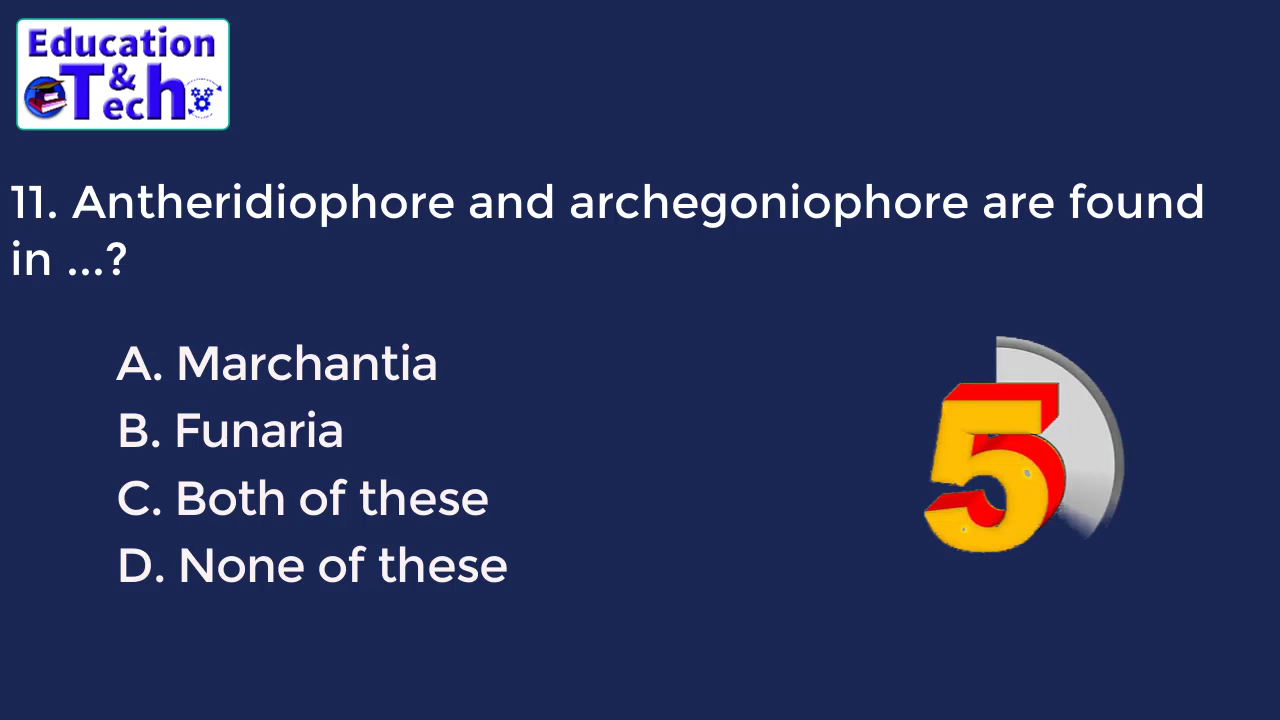 Education
&
Tech
11. Antheridiophore and archegoniophore are found
in ...?
A. Marchantia
B. Funaria
C. Both of these
D. None of these
5